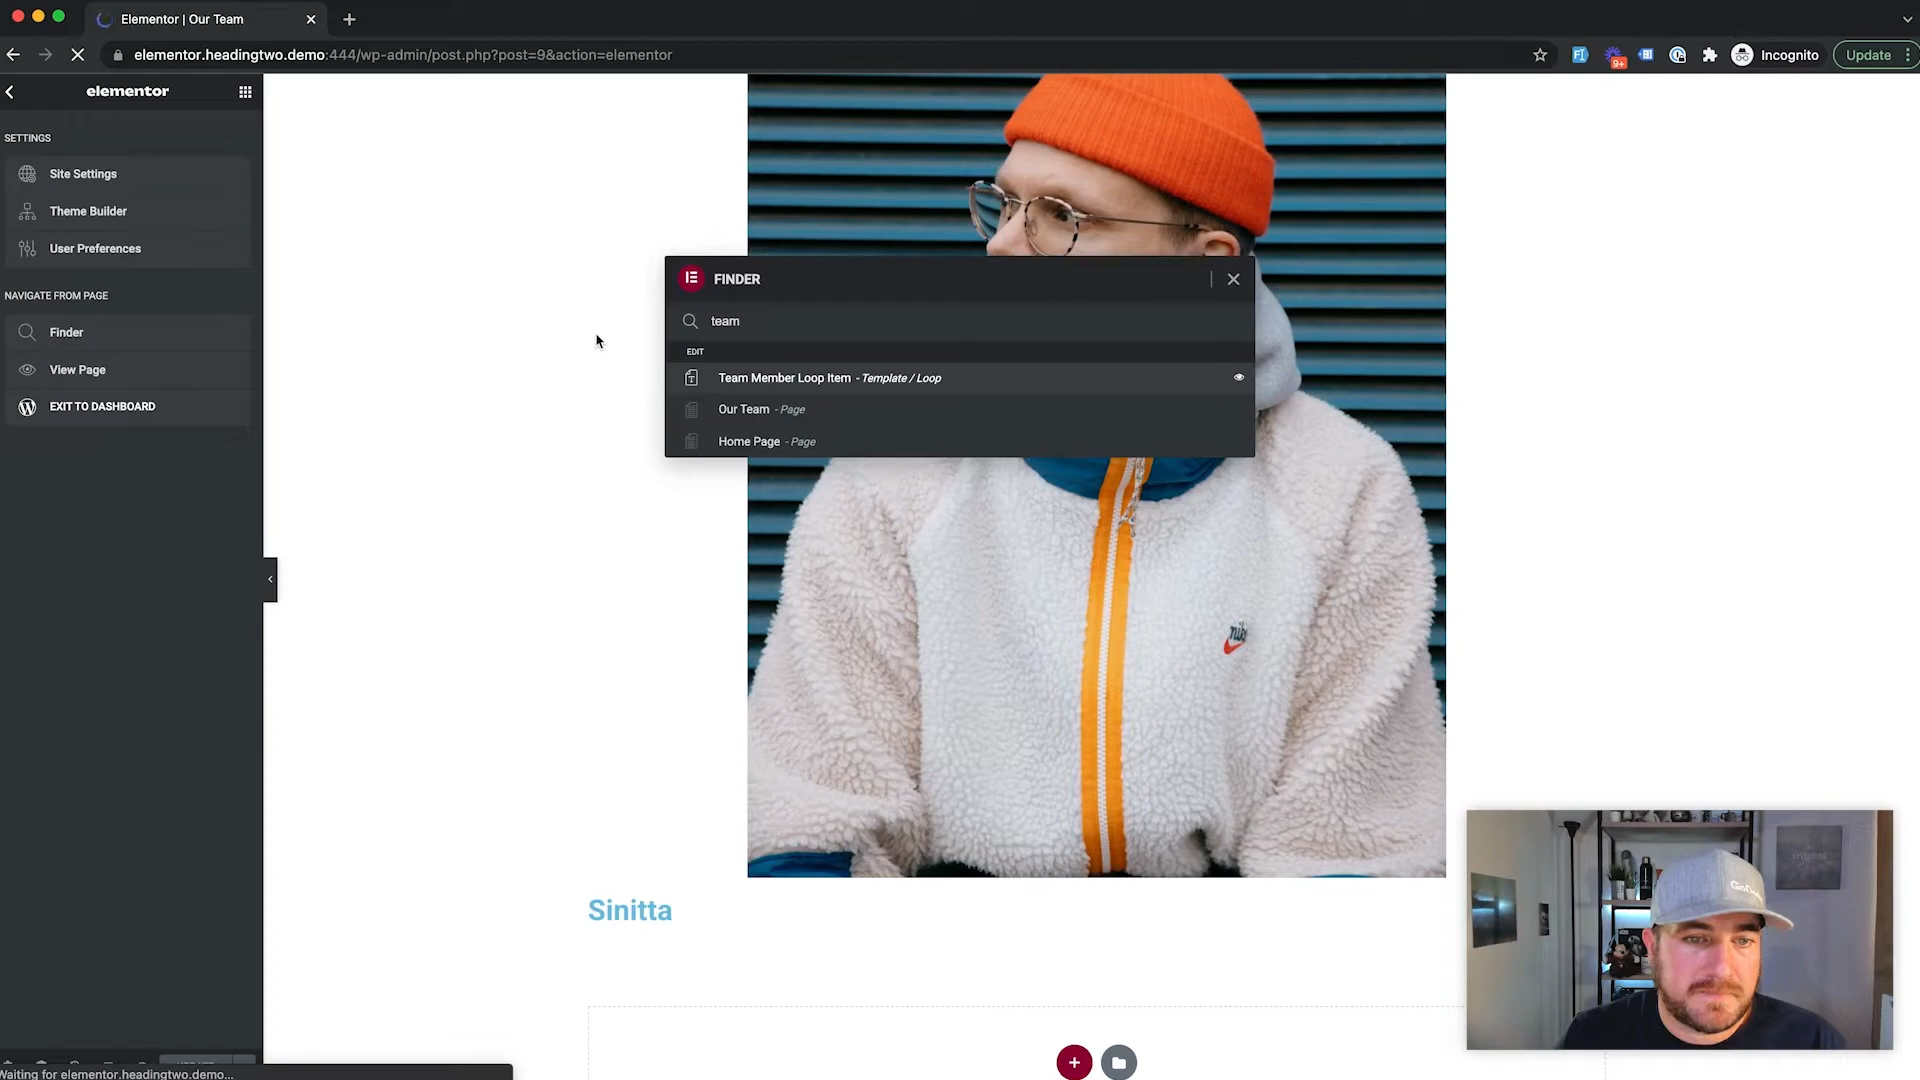 Elementor | Our Team
elementor.headingtwo.demo:444/wp-admin/post.php?post=9&action=elementor
9+
Incognito
Update
elementor
SETTINGS
Site Settings
Theme Builder
User Preferences
NAVIGATE FROM PAGE
Finder
View Page
EXIT TO DASHBOARD
FINDER
team
EDIT
Team Member Loop Item - Template / Loop
Our Team - Page
Home Page - Page
Sinitta
Waiting for elementor.headingtwo.demo...